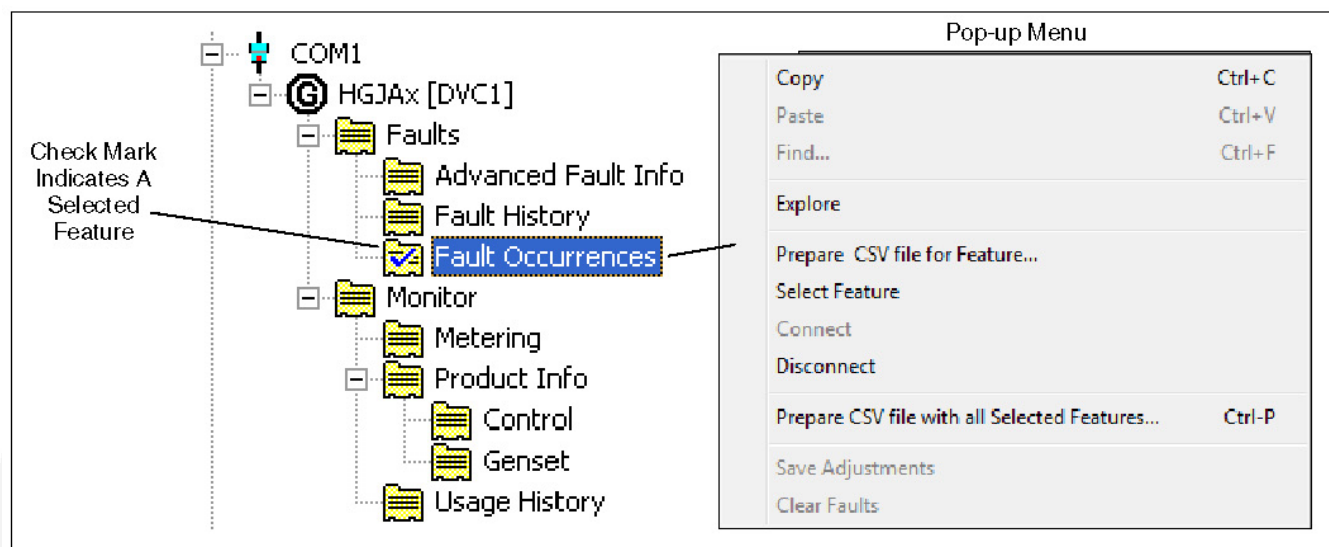 COM1
G
HGJAx [DVC1]
Faults
Advanced Fault Info
Fault History
Fault Occurrences
Monitor
Metering
Product Info
Control
Genset
Usage History
Check Mark
Indicates A
Selected
Feature
Pop-up Menu
Copy Ctrl+C
Paste Ctrl+V
Find... Ctrl+F
Explore
Prepare CSV file for Feature...
Select Feature
Connect
Disconnect
Prepare CSV file with all Selected Features... Ctrl-P
Save Adjustments
Clear Faults